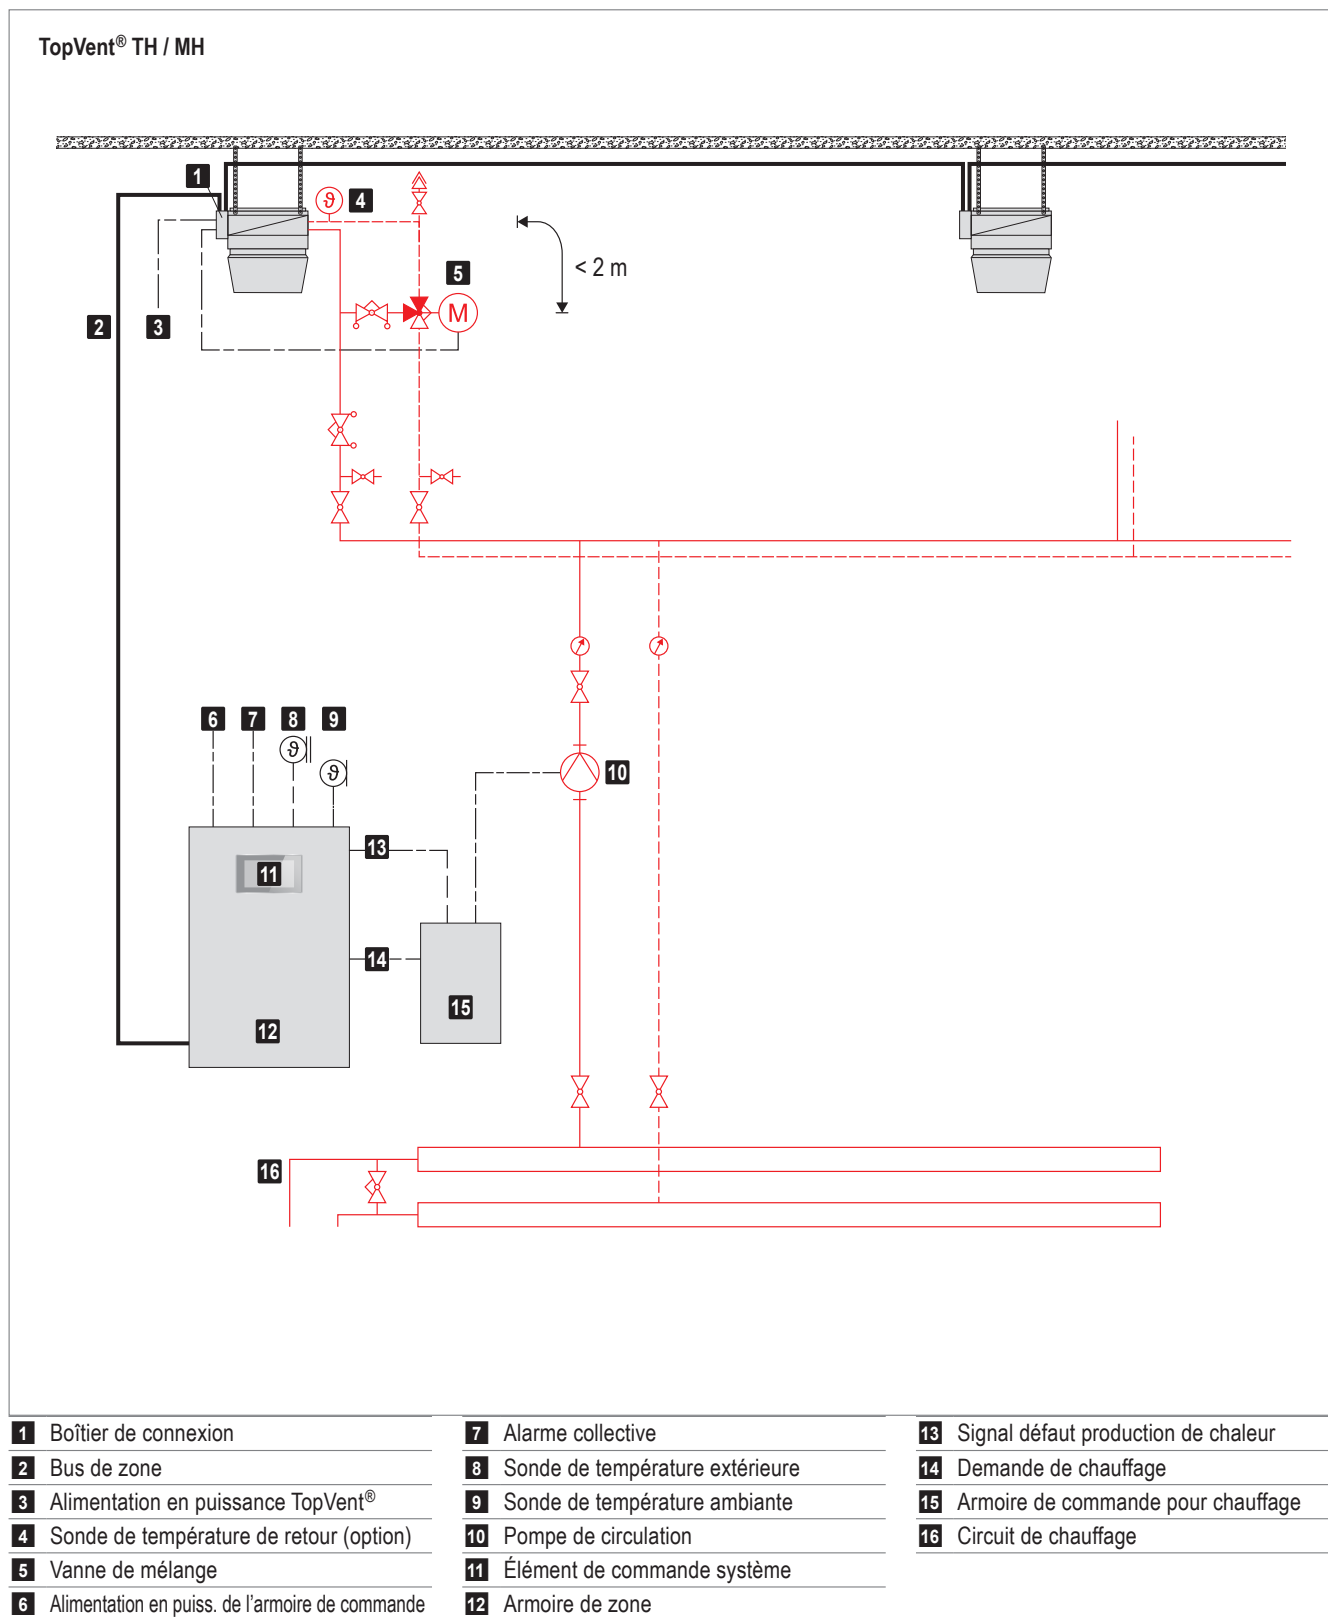 TopVent® TH / MH
1
4
5
< 2 m
2
3
M
6
7
8
9
10
13
11
14
15
12
16
1 Boîtier de connexion
2 Bus de zone
3 Alimentation en puissance TopVent®
4 Sonde de température de retour (option)
5 Vanne de mélange
6 Alimentation en puiss. de l’armoire de commande
7 Alarme collective
8 Sonde de température extérieure
9 Sonde de température ambiante
10 Pompe de circulation
11 Élément de commande système
12 Armoire de zone
13 Signal défaut production de chaleur
14 Demande de chauffage
15 Armoire de commande pour chauffage
16 Circuit de chauffage